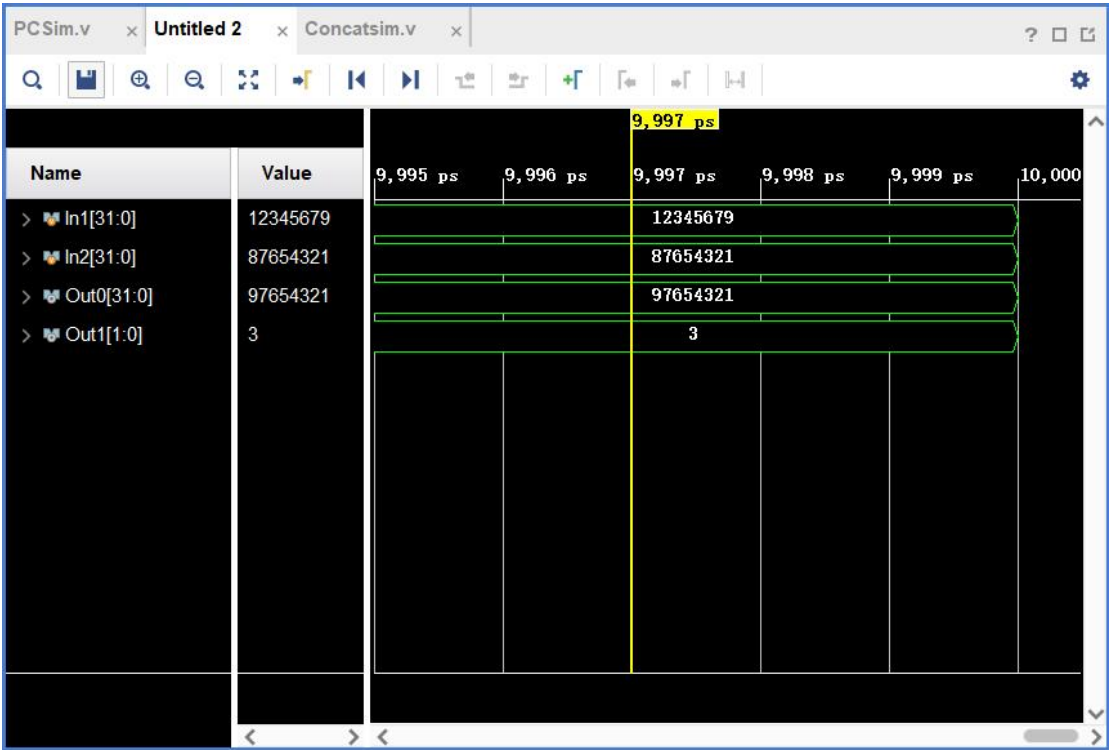 PCSim.v × Untitled 2 × Concatsim.v ×
?
9,997 ps
Name Value 9,995 ps 9,996 ps 9,997 ps 9,998 ps 9,999 ps 10,000
> In1[31:0] 12345679 12345679
> In2[31:0] 87654321 87654321
> Out0[31:0] 97654321 97654321
> Out1[1:0] 3 3